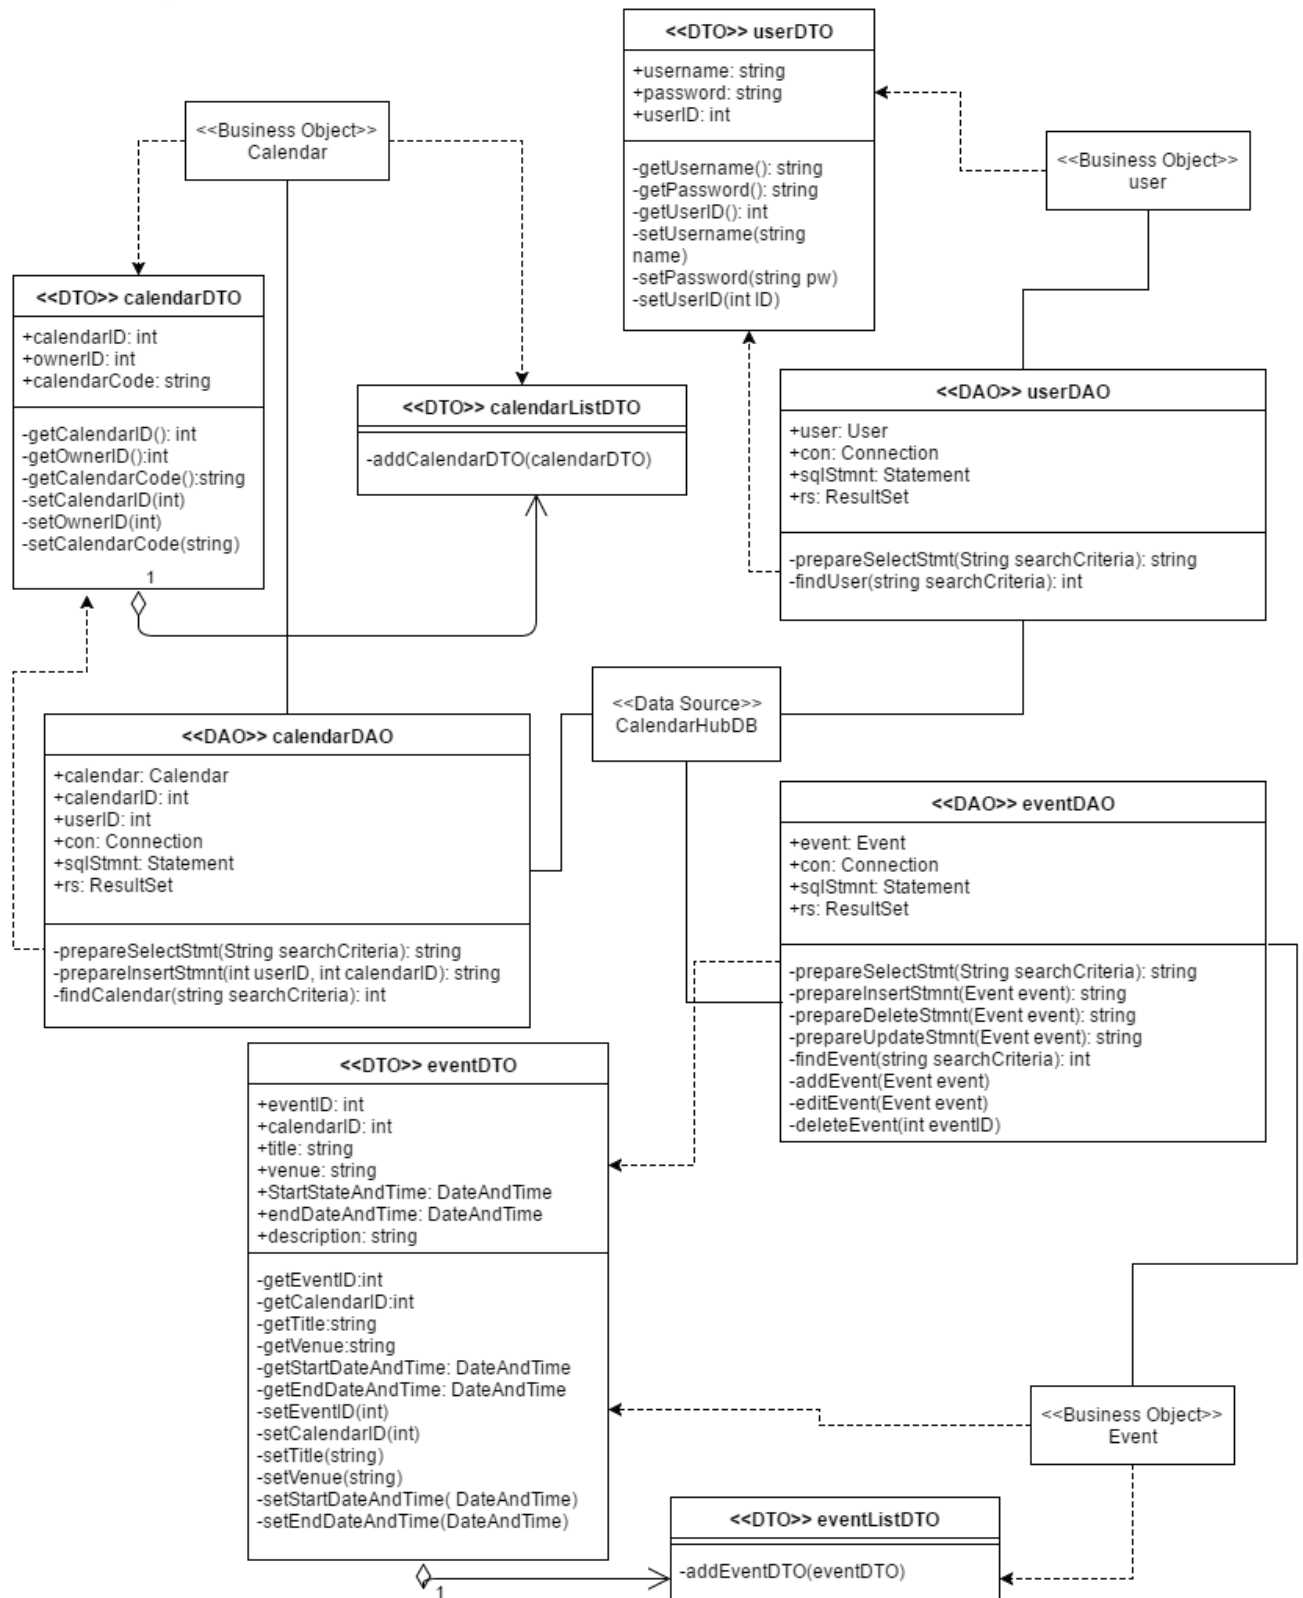 <<DTO>> userDTO
+username: string
+password: string
+userID: int
-getUsername(): string
-getPassword(): string
-getUserID(): int
-setUsername(string
name)
-setPassword(string pw)
-setUserID(int ID)
<<Business Object>>
Calendar
<<Business Object>>
user
<<DTO>> calendarDTO
+calendarID: int
+ownerID: int
+calendarCode: string
-getCalendarID(): int
-getOwnerID():int
-getCalendarCode():string
-setCalendarID(int)
-setOwnerID(int)
-setCalendarCode(string)
1
<<DTO>> calendarListDTO
-addCalendarDTO(calendarDTO)
<<DAO>> userDAO
+user: User
+con: Connection
+sqlStmnt: Statement
+rs: ResultSet
-prepareSelectStmt(String searchCriteria): string
-findUser(string searchCriteria): int
<<Data Source>>
CalendarHubDB
<<DAO>> calendarDAO
+calendar: Calendar
+calendarID: int
+userID: int
+con: Connection
+sqlStmnt: Statement
+rs: ResultSet
-prepareSelectStmt(String searchCriteria): string
-prepareInsertStmnt(int userID, int calendarID): string
-findCalendar(string searchCriteria): int
<<DAO>> eventDAO
+event: Event
+con: Connection
+sqlStmnt: Statement
+rs: ResultSet
-prepareSelectStmt(String searchCriteria): string
-prepareInsertStmnt(Event event): string
-prepareDeleteStmnt(Event event): string
-prepareUpdateStmnt(Event event): string
-findEvent(string searchCriteria): int
-addEvent(Event event)
-editEvent(Event event)
-deleteEvent(int eventID)
<<DTO>> eventDTO
+eventID: int
+calendarID: int
+title: string
+venue: string
+StartStateAndTime: DateAndTime
+endDateAndTime: DateAndTime
+description: string
-getEventID:int
-getCalendarID:int
-getTitle:string
-getVenue:string
-getStartDateAndTime: DateAndTime
-getEndDateAndTime: DateAndTime
-setEventID(int)
-setCalendarID(int)
-setTitle(string)
-setVenue(string)
-setStartDateAndTime( DateAndTime)
-setEndDateAndTime(DateAndTime)
1
<<Business Object>>
Event
<<DTO>> eventListDTO
-addEventDTO(eventDTO)